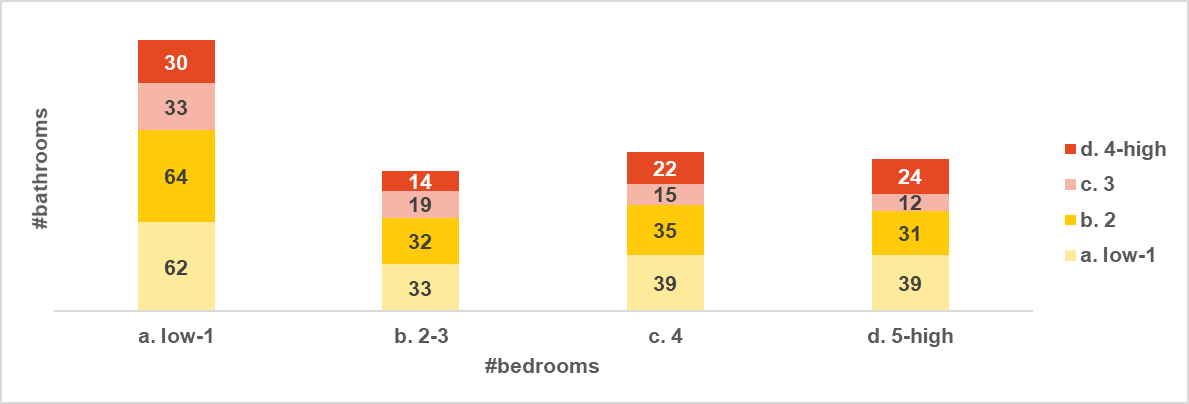 30
33
64
62
14
19
32
33
22
15
35
39
24
12
31
39
#bathrooms
a. low-1
b. 2-3
c. 4
d. 5-high
#bedrooms
d. 4-high
c. 3
b. 2
a. low-1